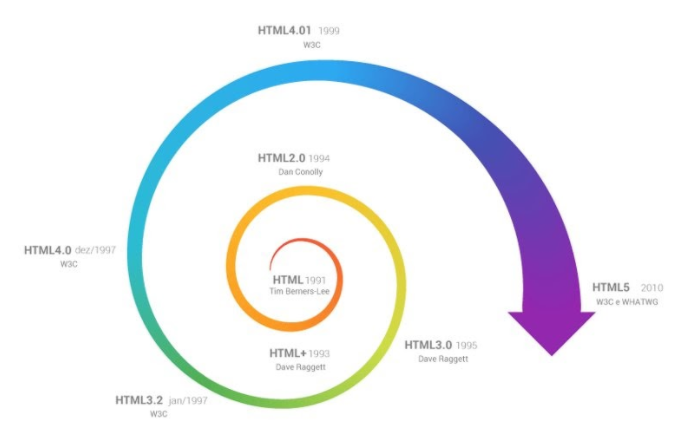 HTML4.01 1999
W3C
HTML2.0 1994
Dan Conolly
HTML4.0 dez/1997
W3C
HTML 1991
Tim Berners-Lee
HTML5 2010
W3C e WHATWG
HTML+ 1993
Dave Raggett
HTML3.0 1995
Dave Raggett
HTML3.2 jan/1997
W3C